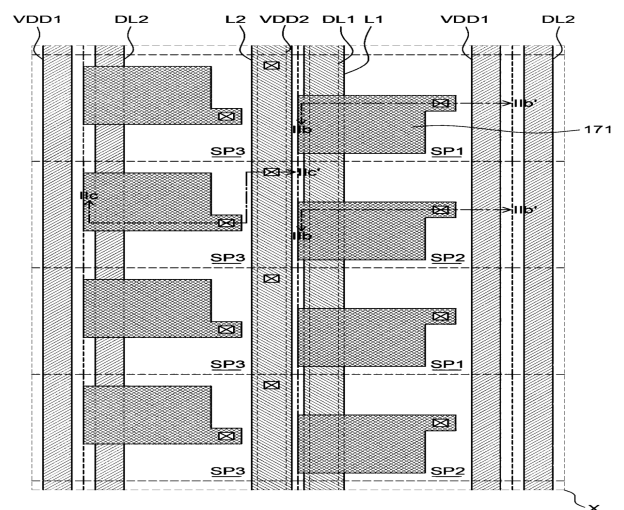 VDD1 DL2 L2 VDD2 DL1 L1 VDD1 DL2
IIb'
IIb
171
SP3 SP1
IIc IIc'
IIb'
IIb
SP3 SP2
SP3 SP1
SP3 SP2
X